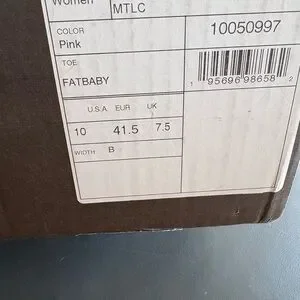 Women MTLC
COLOR 10050997
Pink
TOE
FATBABY
1 95696 98658 2
U.S.A. EUR UK
10 41.5 7.5
WIDTH B